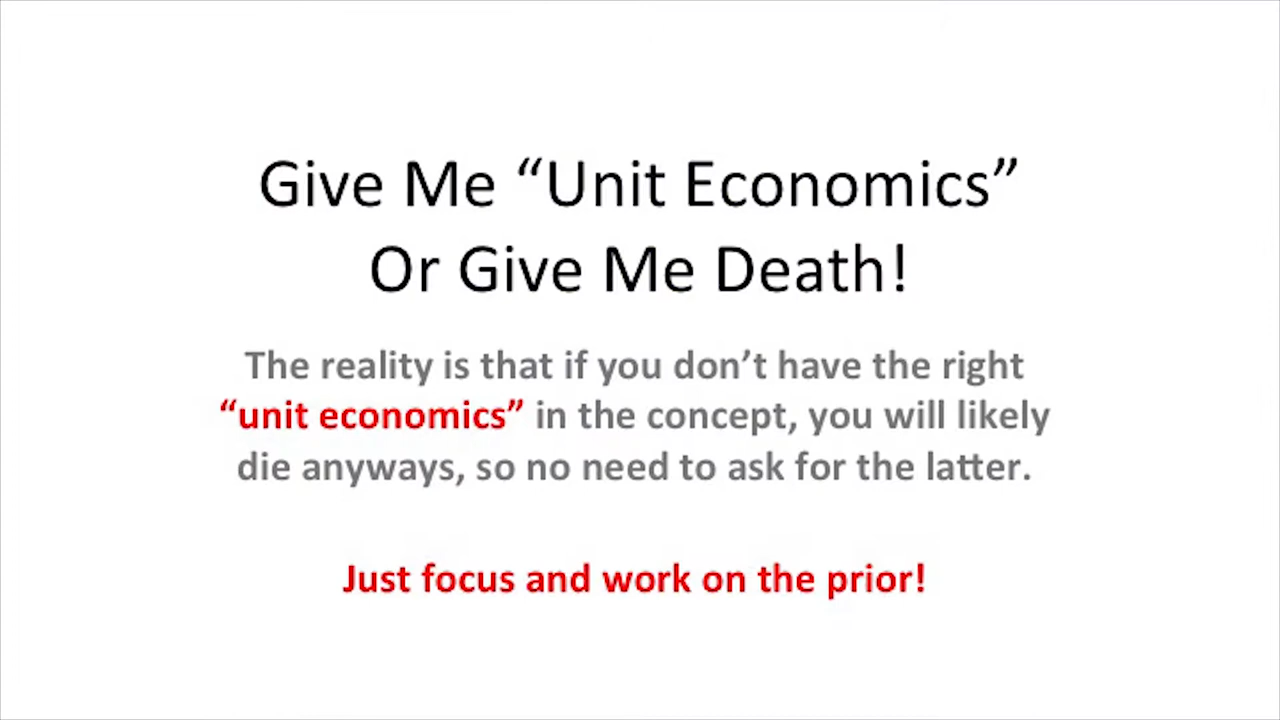 Give Me “Unit Economics”
Or Give Me Death!
The reality is that if you don’t have the right
“unit economics” in the concept, you will likely
die anyways, so no need to ask for the latter.
Just focus and work on the prior!